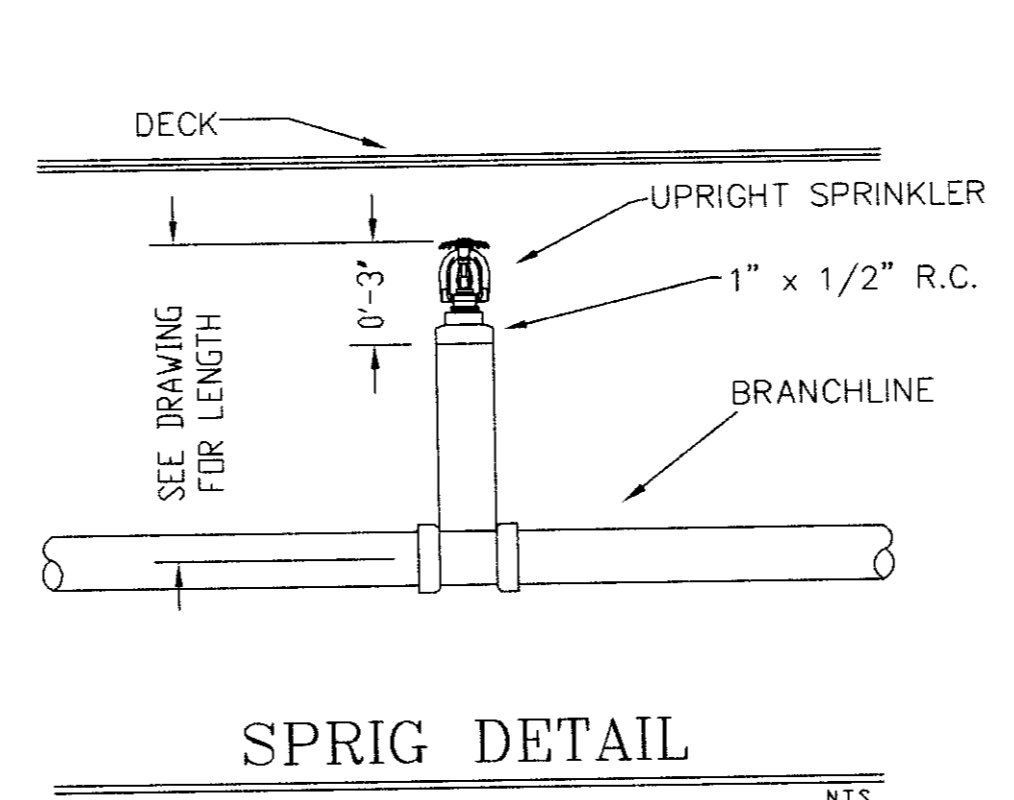 DECK
UPRIGHT SPRINKLER
0'-3"
1" x 1/2" R.C.
SEE DRAWING
FOR LENGTH
BRANCHLINE
SPRIG DETAIL
NTS